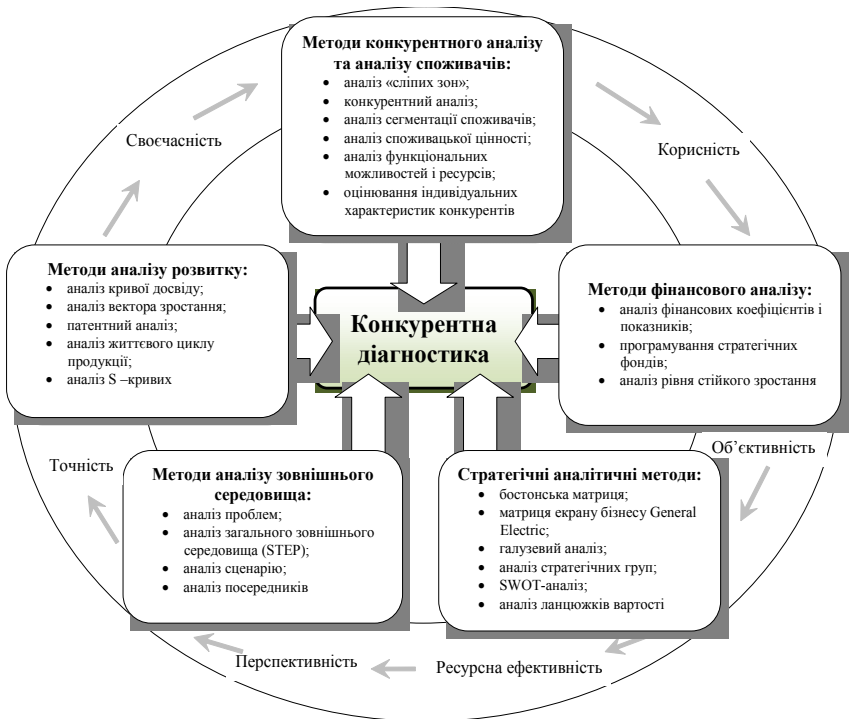 Методи конкурентного аналізу
та аналізу споживачів:
• аналіз «сліпих зон»;
• конкурентний аналіз;
• аналіз сегментації споживачів;
• аналіз споживацької цінності;
• аналіз функціональних
можливостей і ресурсів;
• оцінювання індивідуальних
характеристик конкурентів
Своєчасність
Корисність
Методи аналізу розвитку:
• аналіз кривої досвіду;
• аналіз вектора зростання;
• патентний аналіз;
• аналіз життєвого циклу
продукції;
• аналіз S –кривих
Конкурентна
діагностика
Методи фінансового аналізу:
• аналіз фінансових коефіцієнтів і
показників;
• програмування стратегічних
фондів;
• аналіз рівня стійкого зростання
Точність
Об’єктивність
Методи аналізу зовнішнього
середовища:
• аналіз проблем;
• аналіз загального зовнішнього
середовища (STEP);
• аналіз сценарію;
• аналіз посередників
Стратегічні аналітичні методи:
• бостонська матриця;
• матриця екрану бізнесу General
Electric;
• галузевий аналіз;
• аналіз стратегічних груп;
• SWOT-аналіз;
• аналіз ланцюжків вартості
Перспективність
Ресурсна ефективність